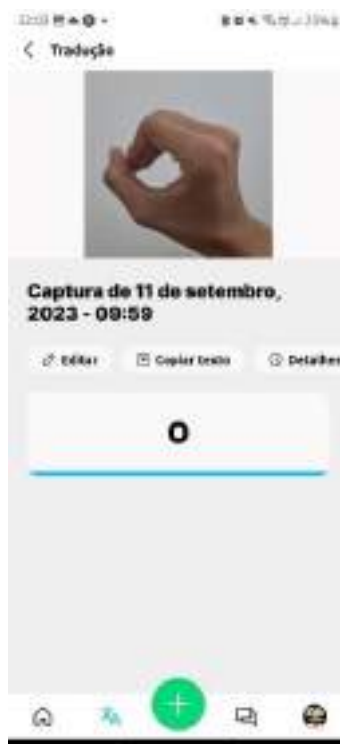 Tradução
Captura de 11 de setembro,
2023 - 09:59
Editar Copiar texto Detalhes
O